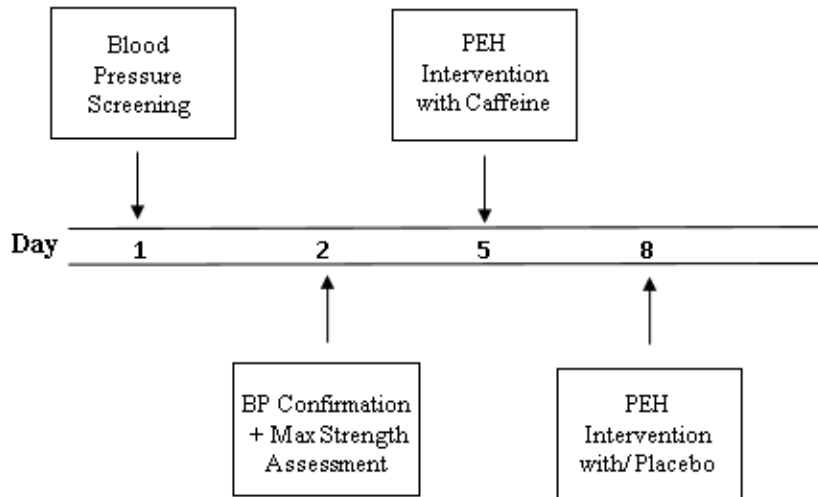 Blood
Pressure
Screening
PEH
Intervention
with Caffeine
Day 1 2 5 8
BP Confirmation
+ Max Strength
Assessment
PEH
Intervention
with/Placebo